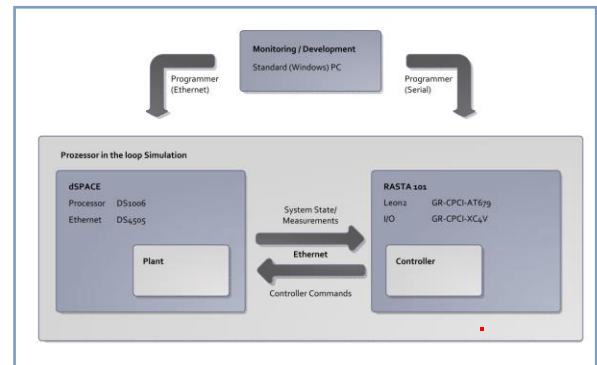 Monitoring / Development
Standard (Windows) PC
Programmer
(Ethernet)
Programmer
(Serial)
Prozessor in the loop Simulation
dSPACE
Processor DS1006
Ethernet DS4505
Plant
System State/
Measurements
Ethernet
Controller Commands
RASTA 101
Leon2 GR-CPCI-AT679
I/O GR-CPCI-XC4V
Controller